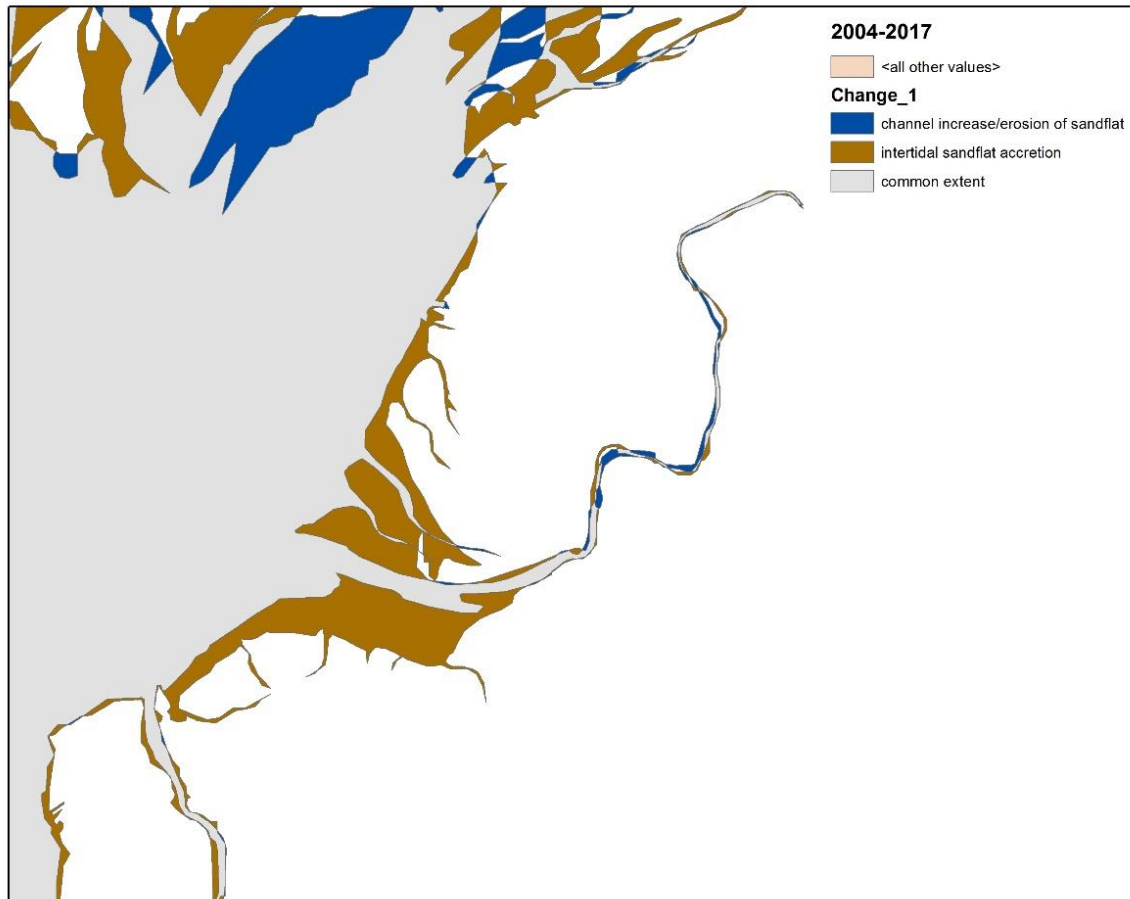 2004-2017
<all other values>
Change_1
channel increase/erosion of sandflat
intertidal sandflat accretion
common extent